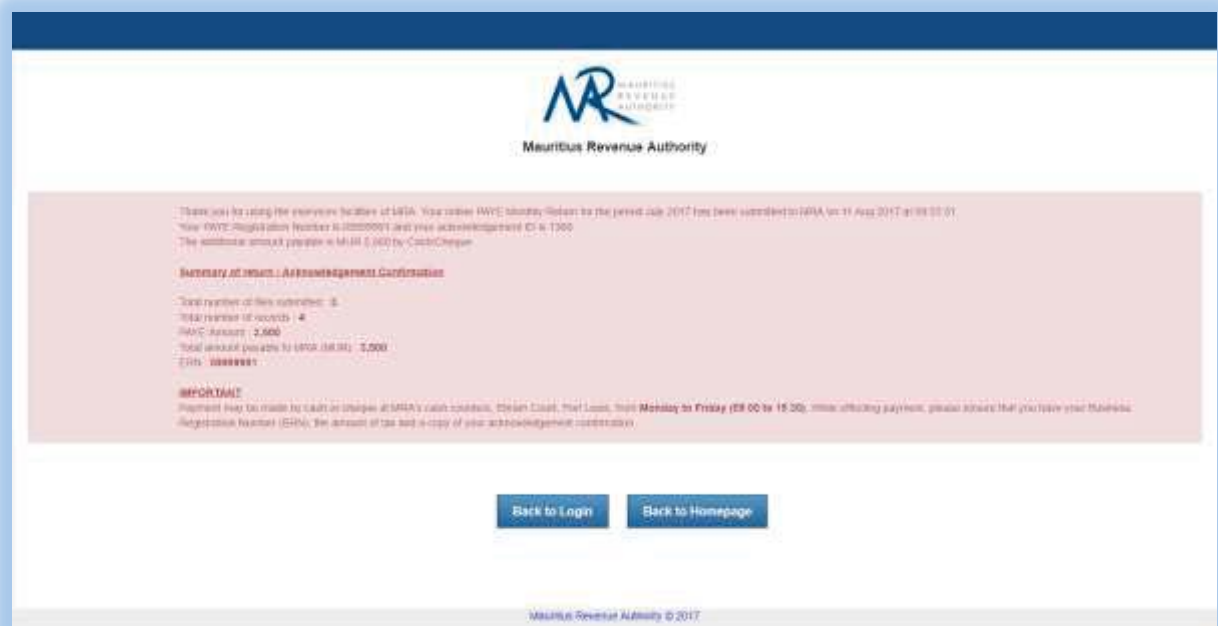 MAURITIUS
REVENUE
AUTHORITY
Mauritius Revenue Authority
Thank you for using the eservices facilities of MRA. Your online PAYE Monthly Return for the period July 2017 has been submitted to MRA on 11 Aug 2017 at
Your PAYE Registration Number is and your acknowledgement ID is
The additional amount payable is MUR by Cash/Cheque
Summary of return : Acknowledgement Confirmation
Total number of files submitted :
Total number of records : 4
PAYE Amount :
Total amount payable to MRA (MUR) :
IMPORTANT
Payment may be made by cash or cheque at MRA's cash counters, Ehram Court, Port Louis, from Monday to Friday (09 00 to 15 30). While effecting payment, please ensure that you have your Business
Registration Number the amount of tax and a copy of your acknowledgement confirmation
Back to Login Back to Homepage
Mauritius Revenue Authority © 2017